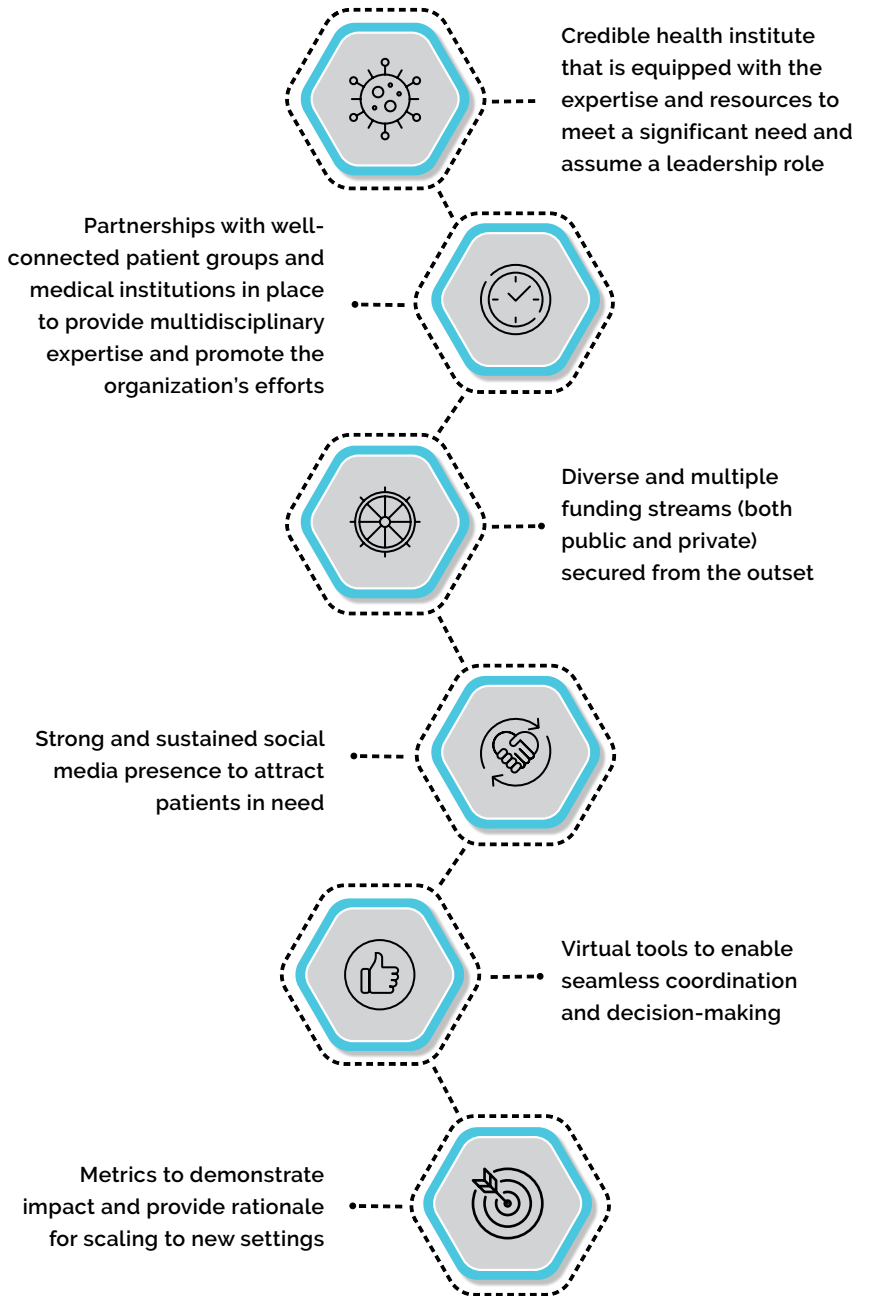 Credible health institute
that is equipped with the
expertise and resources to
meet a significant need and
assume a leadership role
Partnerships with well-
connected patient groups and
medical institutions in place
to provide multidisciplinary
expertise and promote the
organization’s efforts
Diverse and multiple
funding streams (both
public and private)
secured from the outset
Strong and sustained social
media presence to attract
patients in need
Virtual tools to enable
seamless coordination
and decision-making
Metrics to demonstrate
impact and provide rationale
for scaling to new settings